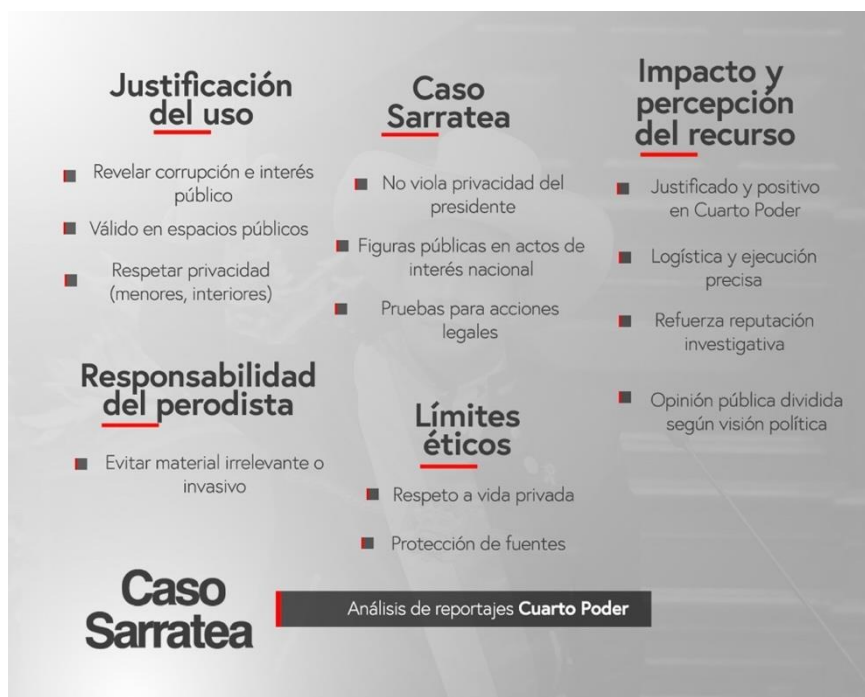 Justificación
del uso
Revelar corrupción e interés
público
Válido en espacios públicos
Respetar privacidad
(menores, interiores)
Responsabilidad
del perodista
Evitar material irrelevante o
invasivo
Caso
Sarratea
No viola privacidad del
presidente
Figuras públicas en actos de
interés nacional
Pruebas para acciones
legales
Límites
éticos
Respeto a vida privada
Protección de fuentes
Impacto y
percepción
del recurso
Justificado y positivo
en Cuarto Poder
Logística y ejecución
precisa
Refuerza reputación
investigativa
Opinión pública dividida
según visión política
Caso
Sarratea
Análisis de reportajes Cuarto Poder